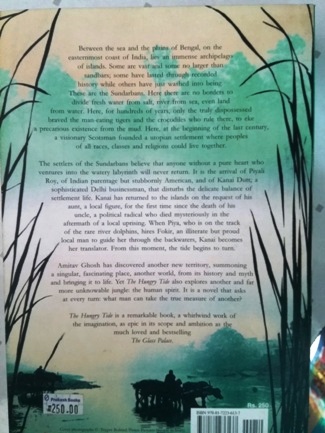 Between the sea and the plains of Bengal, on the
easternmost coast of India, lies an immense archipelago
of islands. Some are vast and some no larger than
sandbars; some have lasted through recorded
history while others have just washed into being.
These are the Sundarbans. Here there are no borders to
divide fresh water from salt, river from sea, even land
from water. Here, for hundreds of years, only the truly dispossessed
braved the man-eating tigers and the crocodiles who rule there, to eke
a precarious existence from the mud. Here, at the beginning of the last century,
a visionary Scotsman founded a utopian settlement where peoples
of all races, classes and religions could live together.
The settlers of the Sundarbans believe that anyone without a pure heart who
ventures into the watery labyrinth will never return. It is the arrival of Piyali
Roy, of Indian parentage but stubbornly American, and of Kanai Dutt, a
sophisticated Delhi businessman, that disturbs the delicate balance of
settlement life. Kanai has returned to the islands on the request of his
aunt, a local figure, for the first time since the death of his
uncle, a political radical who died mysteriously in the
aftermath of a local uprising. When Piya, who is on the track
of the rare river dolphins, hires Fokir, an illiterate but proud
local man to guide her through the backwaters, Kanai becomes
her translator. From this moment, the tide begins to turn.
Amitav Ghosh has discovered another new territory, summoning
a singular, fascinating place, another world, from its history and myth
and bringing it to life. Yet The Hungry Tide also explores another and far
more unknowable jungle: the human spirit. It is a novel that asks
at every turn: what man can take the true measure of another?
The Hungry Tide is a remarkable book, a whirlwind work of
the imagination, as epic in its scope and ambition as the
much loved and bestselling
The Glass Palace.
250.00
Rs. 250